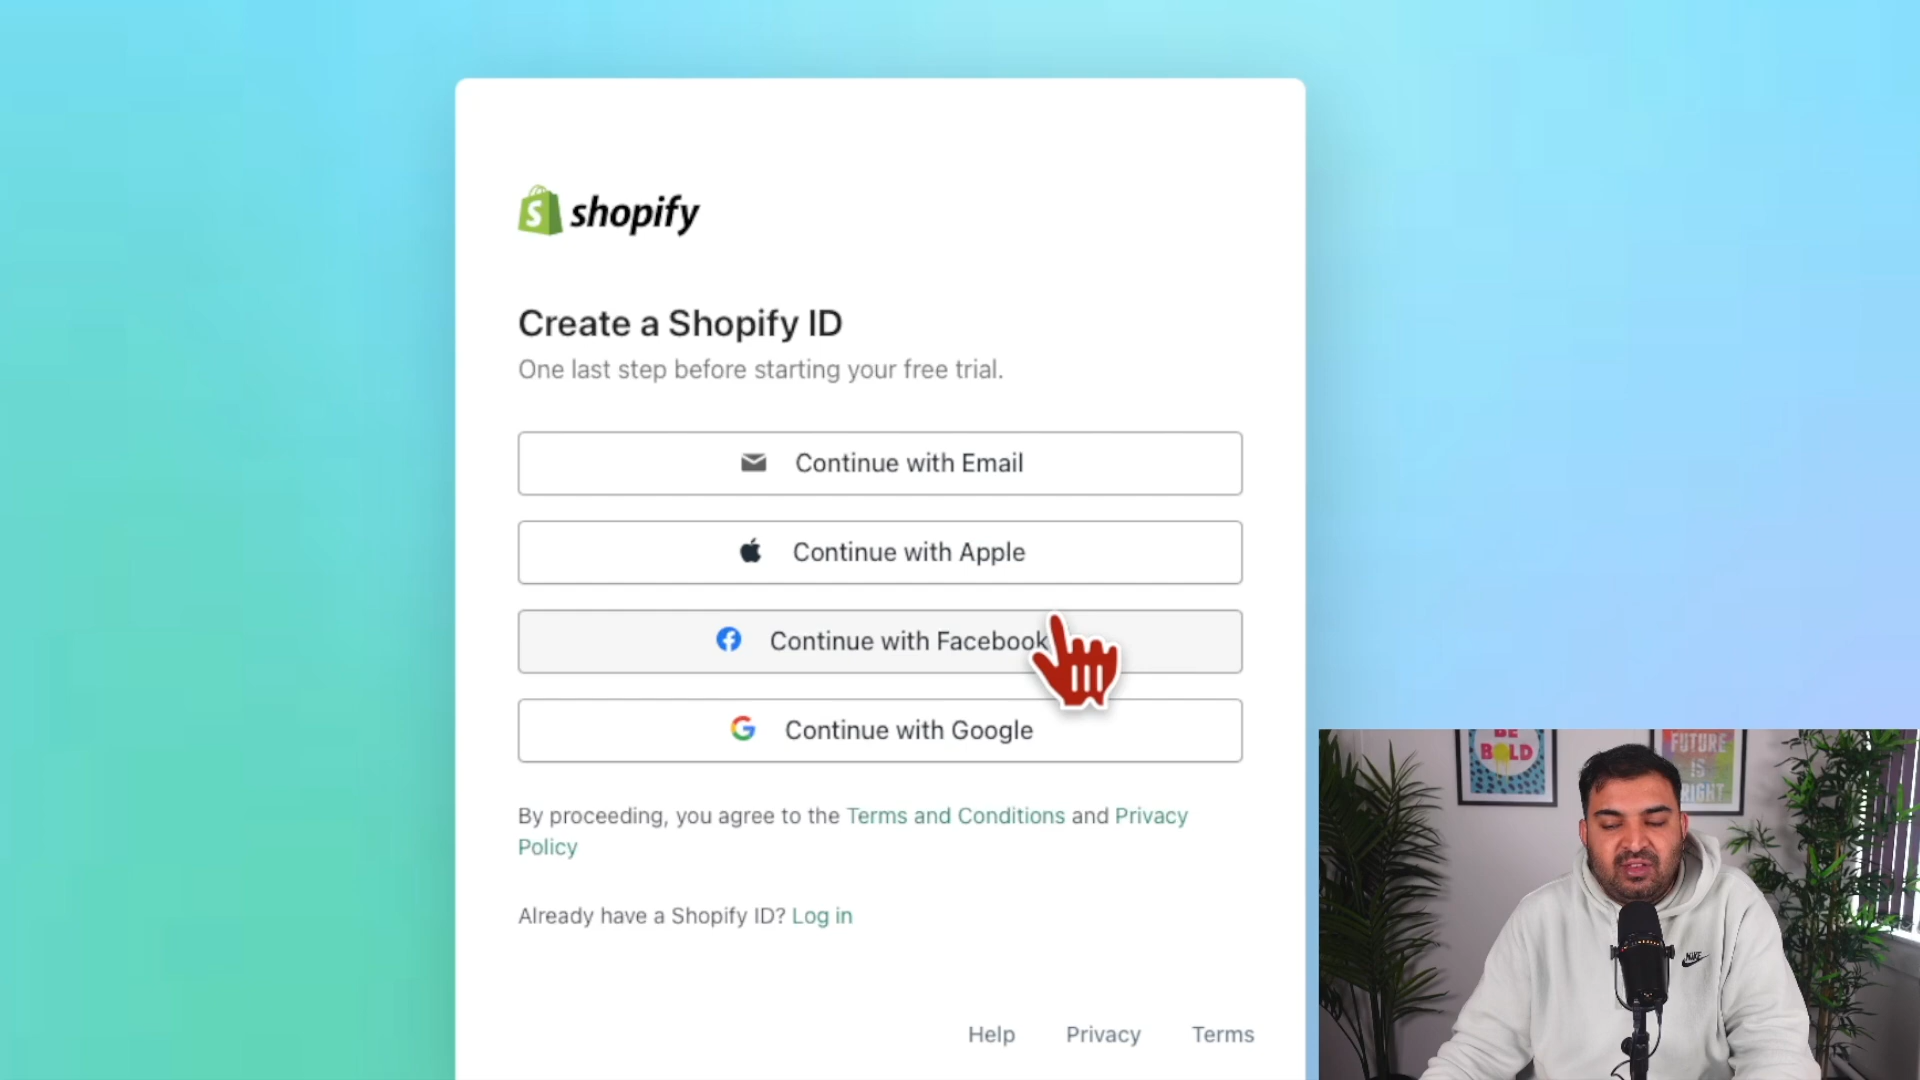 shopify
Create a Shopify ID
One last step before starting your free trial.
Continue with Email
Continue with Apple
Continue with Facebook
Continue with Google
By proceeding, you agree to the Terms and Conditions and Privacy
Policy
Already have a Shopify ID? Log in
Help Privacy Terms
BE
BOLD
FUTURE
IS
NIKE